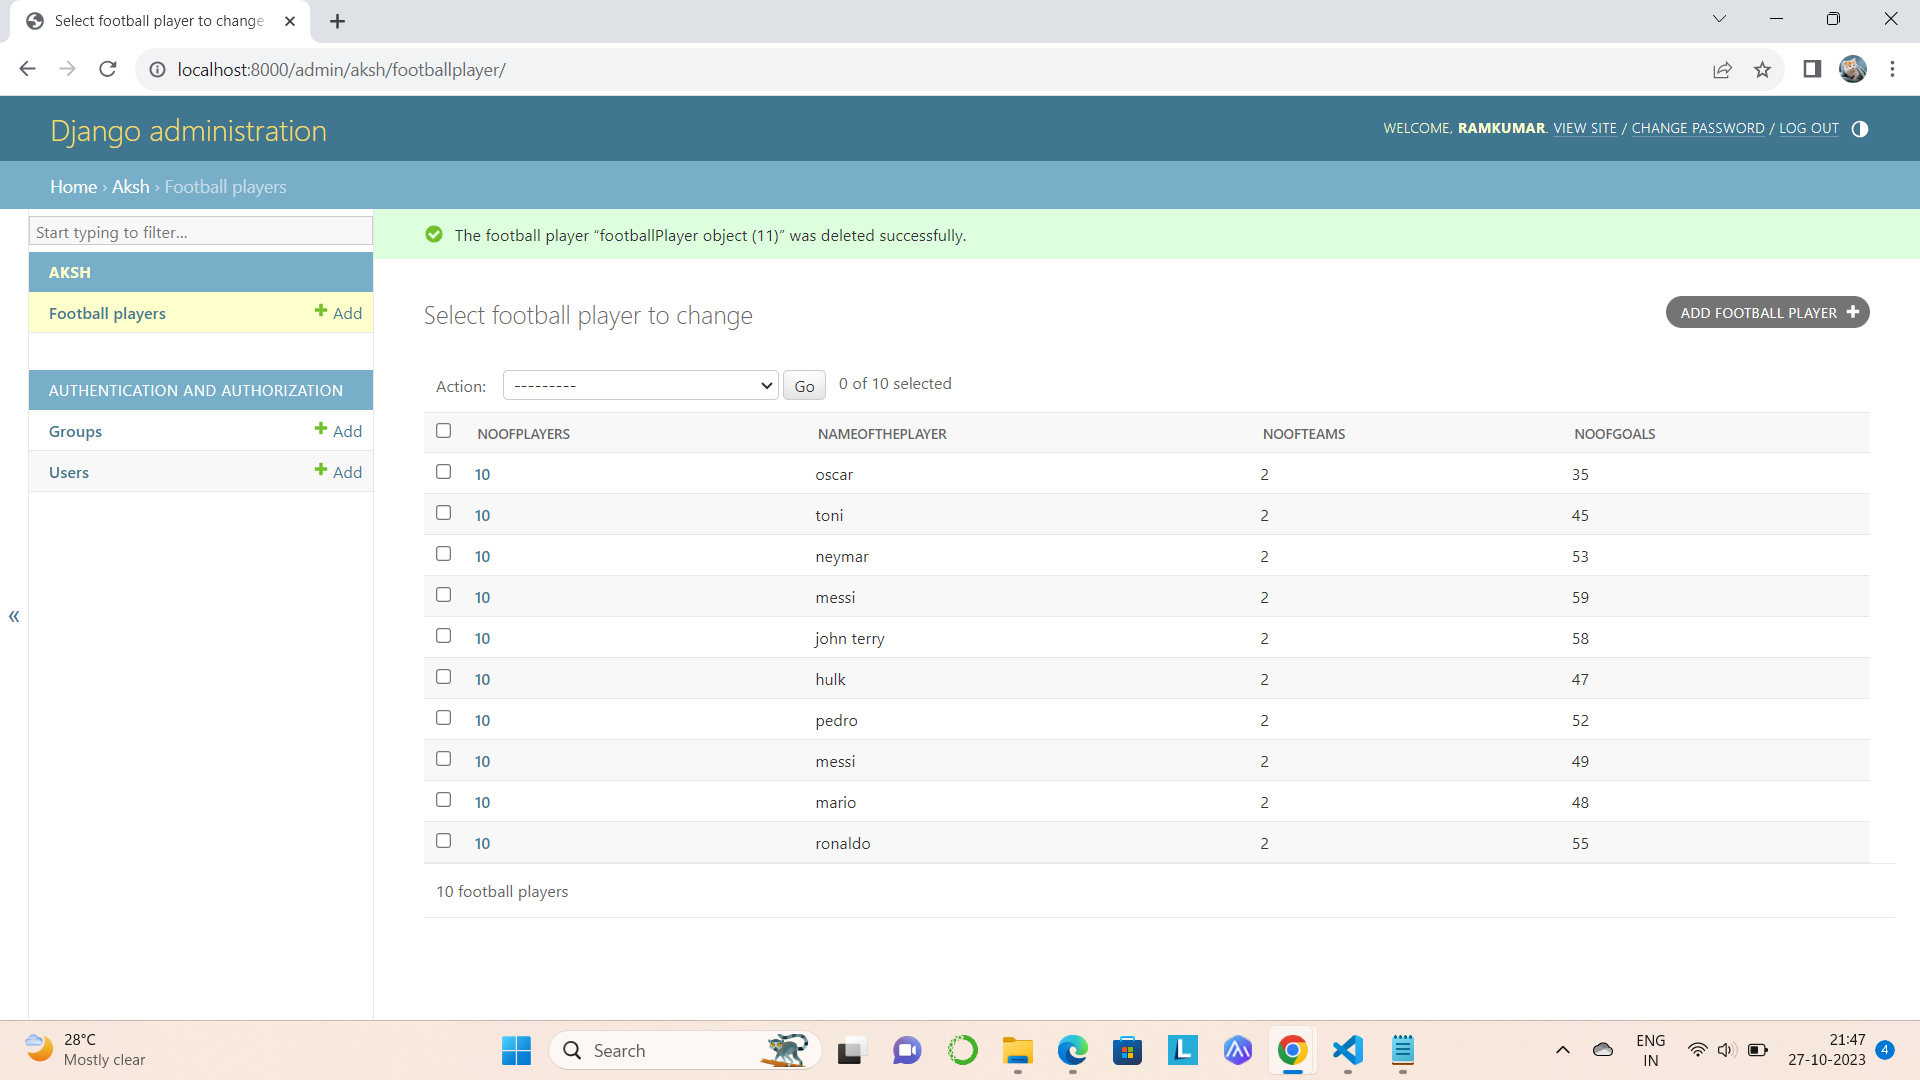 Select football player to change
localhost:8000/admin/aksh/footballplayer/
Django administration
WELCOME, RAMKUMAR. VIEW SITE / CHANGE PASSWORD / LOG OUT
Home › Aksh › Football players
Start typing to filter...
AKSH
Football players + Add
AUTHENTICATION AND AUTHORIZATION
Groups + Add
Users + Add
«
The football player “footballPlayer object (11)” was deleted successfully.
Select football player to change
ADD FOOTBALL PLAYER +
Action: --------- Go 0 of 10 selected
NOOFPLAYERS NAMEOFTHEPLAYER NOOFTEAMS NOOFGOALS
10 oscar 2 35
10 toni 2 45
10 neymar 2 53
10 messi 2 59
10 john terry 2 58
10 hulk 2 47
10 pedro 2 52
10 messi 2 49
10 mario 2 48
10 ronaldo 2 55
10 football players
28°C
Mostly clear
Search
L
ENG
IN
21:47
27-10-2023
4